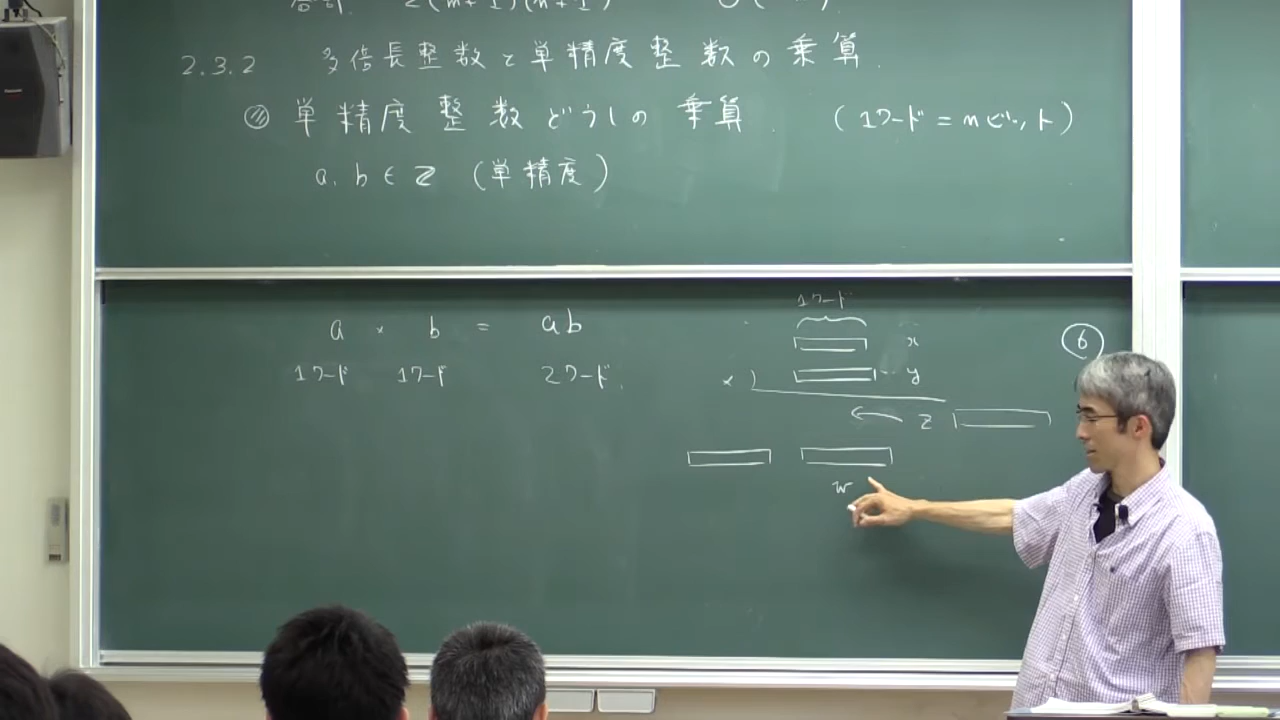 2.3.2 多倍長整数と単精度整数の乗算.
単精度整数どうしの乗算. (1ワード=nビット)
a, b ∈ Z (単精度)
a × b = ab
1ワード 1ワード 2ワード.
1ワード
x
⑥
× ) y
z
w